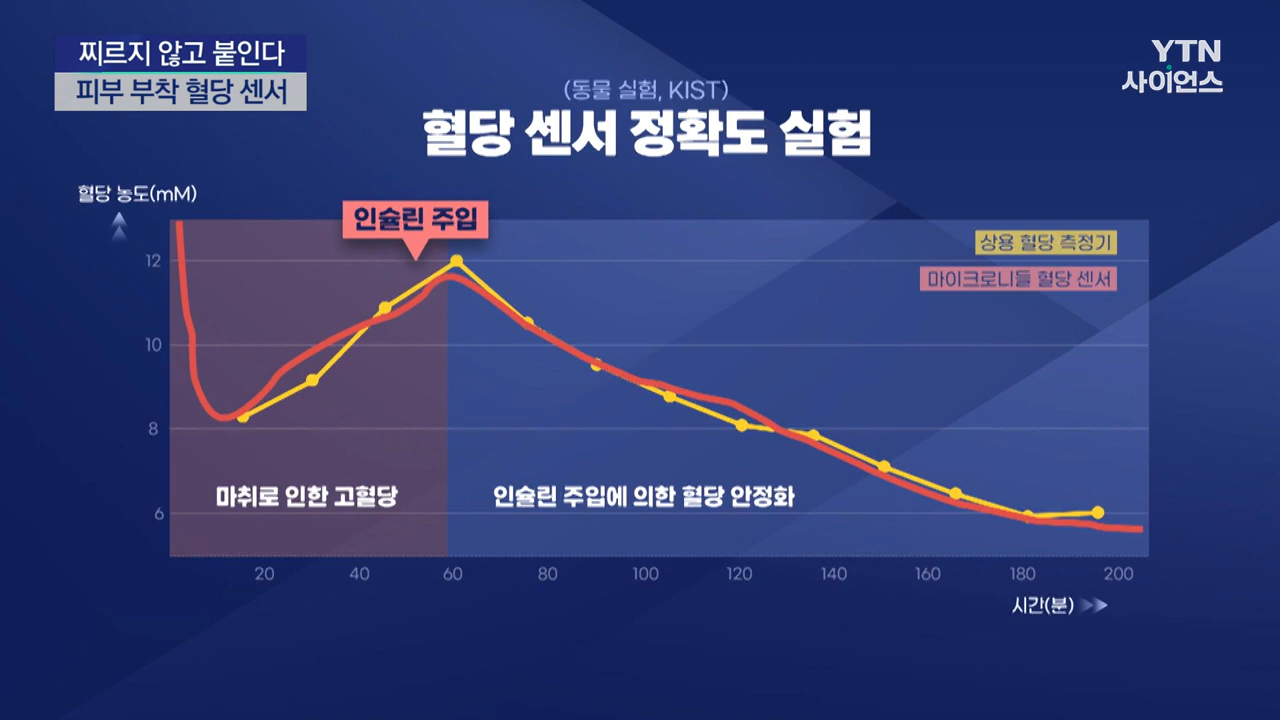 찌르지 않고 붙인다
피부 부착 혈당 센서
YTN
사이언스
(동물 실험, KIST)
혈당 센서 정확도 실험
혈당 농도(mM)
인슐린 주입
상용 혈당 측정기
마이크로니들 혈당 센서
12
10
8
6
마취로 인한 고혈당
인슐린 주입에 의한 혈당 안정화
20 40 60 80 100 120 140 160 180 200
시간(분)